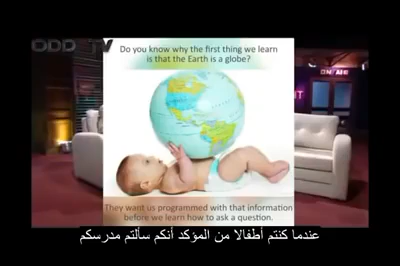 ODD TV
ON AIR
Do you know why the first thing we learn
is that the Earth is a globe?
They want us programmed with that information
before we learn how to ask a question.
عندما كنتم أطفالا من المؤكد أنكم سألتم مدرسكم